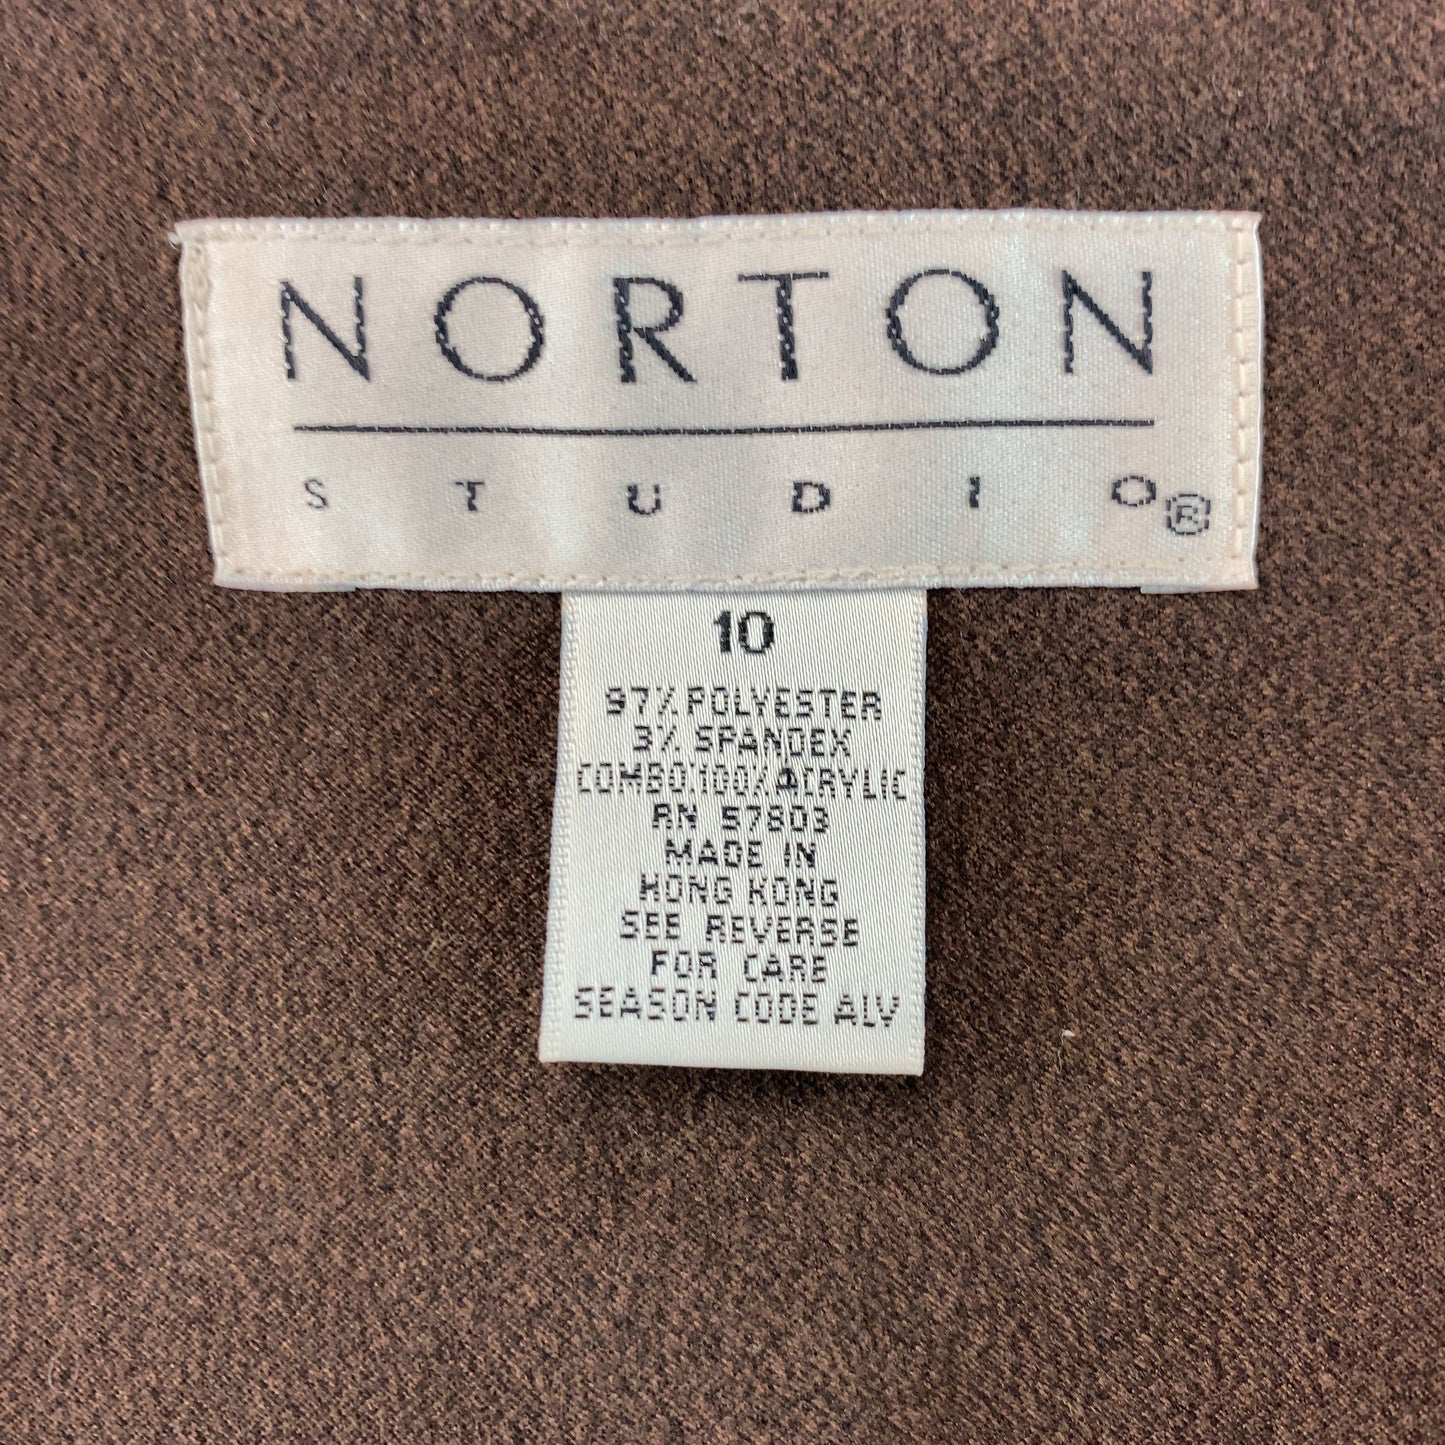 NORTON
STUDIO®
10
97% POLYESTER
3% SPANDEX
COMBO:100% ACRYLIC
RN 57803
MADE IN
HONG KONG
SEE REVERSE
FOR CARE
SEASON CODE ALV